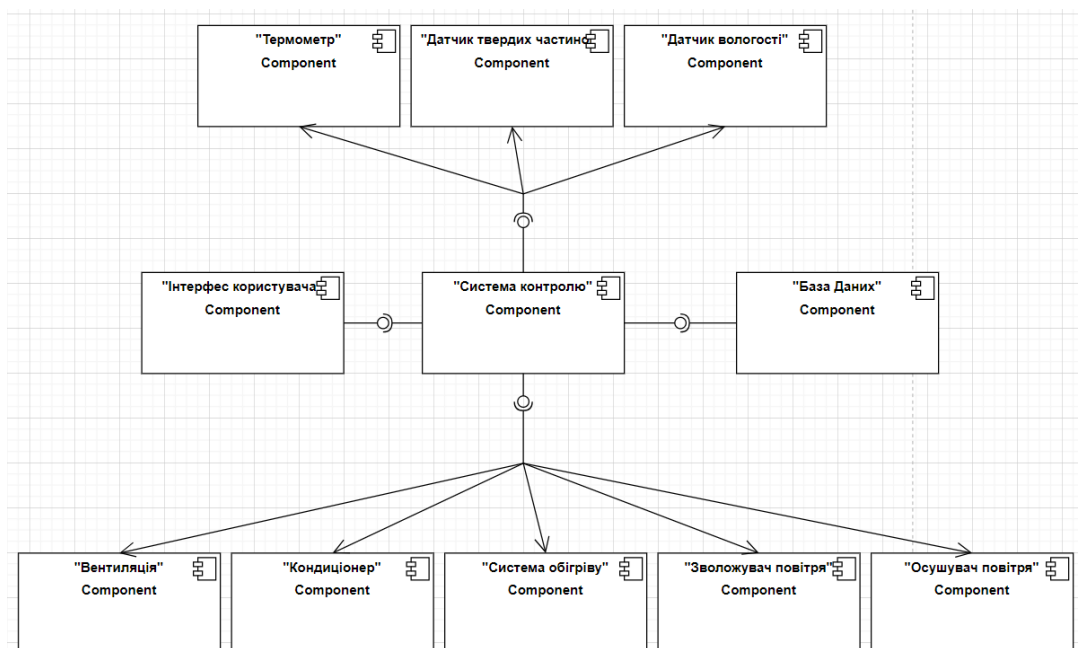 "Термометр"
Component
"Датчик твердих частинок
Component
"Датчик вологості"
Component
"Інтерфес користувача
Component
"Система контролю"
Component
"База Даних"
Component
"Вентиляція"
Component
"Кондиціонер"
Component
"Система обігріву"
Component
"Зволожувач повітря"
Component
"Осушувач повітря"
Component